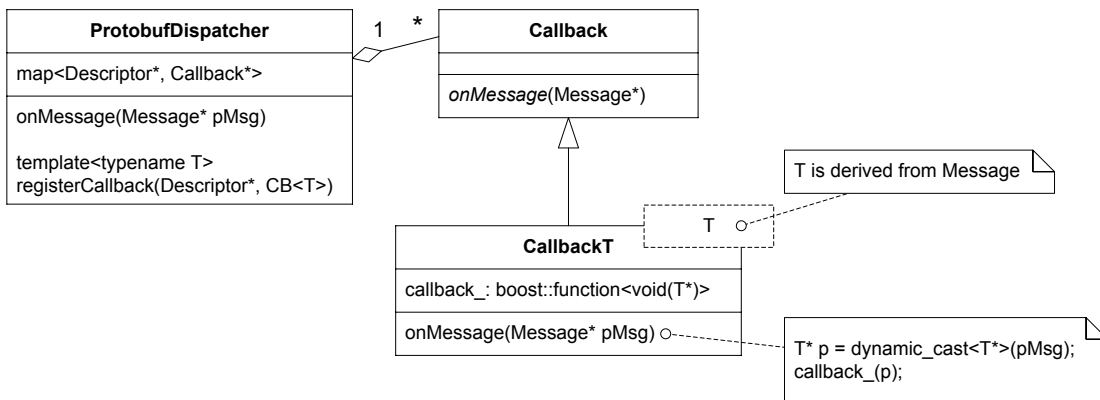 ProtobufDispatcher
map<Descriptor*, Callback*>
onMessage(Message* pMsg)
template<typename T>
registerCallback(Descriptor*, CB<T>)
1
*
Callback
onMessage(Message*)
T is derived from Message
T
CallbackT
callback_: boost::function<void(T*)>
onMessage(Message* pMsg)
T* p = dynamic_cast<T*>(pMsg);
callback_(p);